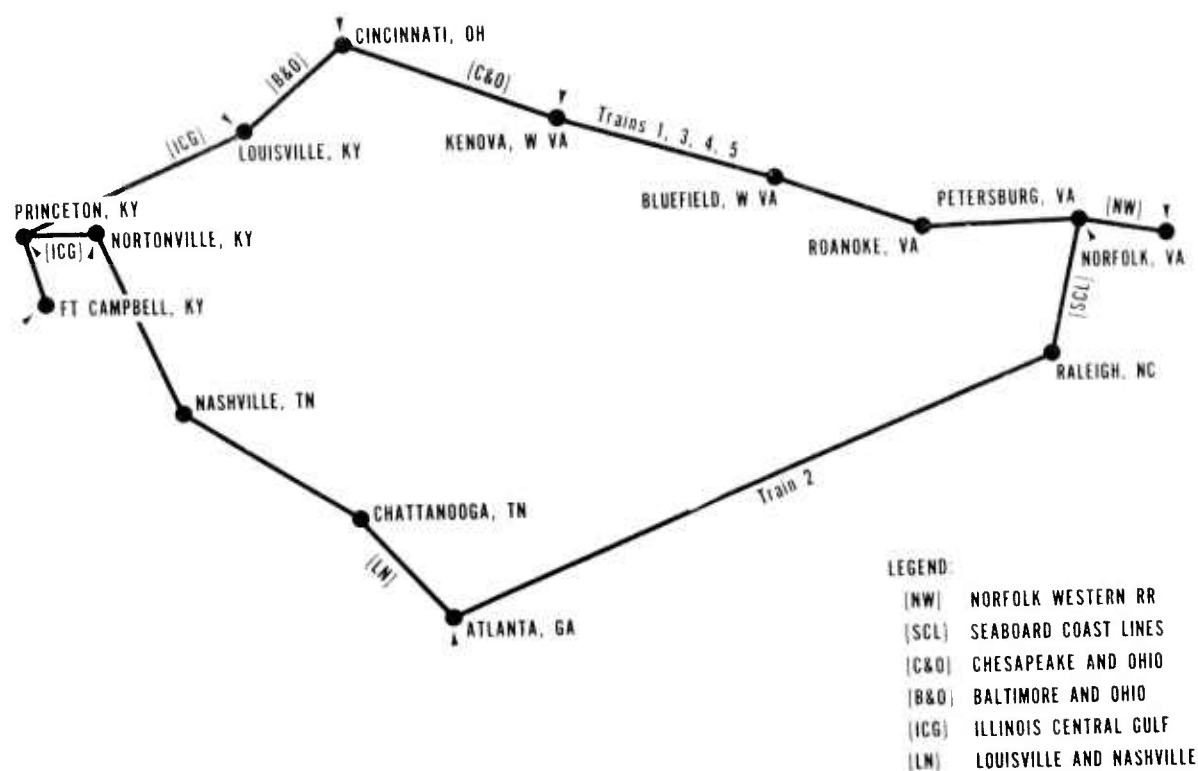 CINCINNATI, OH
[B&O]
[C&O]
[ICG]
LOUISVILLE, KY
KENOVA, W VA
Trains 1, 3, 4, 5
BLUEFIELD, W VA
PETERSBURG, VA
[NW]
ROANOKE, VA
NORFOLK, VA
PRINCETON, KY
[ICG]
NORTONVILLE, KY
FT CAMPBELL, KY
[SCL]
RALEIGH, NC
NASHVILLE, TN
CHATTANOOGA, TN
Train 2
[LN]
ATLANTA, GA
LEGEND:
[NW] NORFOLK WESTERN RR
[SCL] SEABOARD COAST LINES
[C&O] CHESAPEAKE AND OHIO
[B&O] BALTIMORE AND OHIO
[ICG] ILLINOIS CENTRAL GULF
[LN] LOUISVILLE AND NASHVILLE